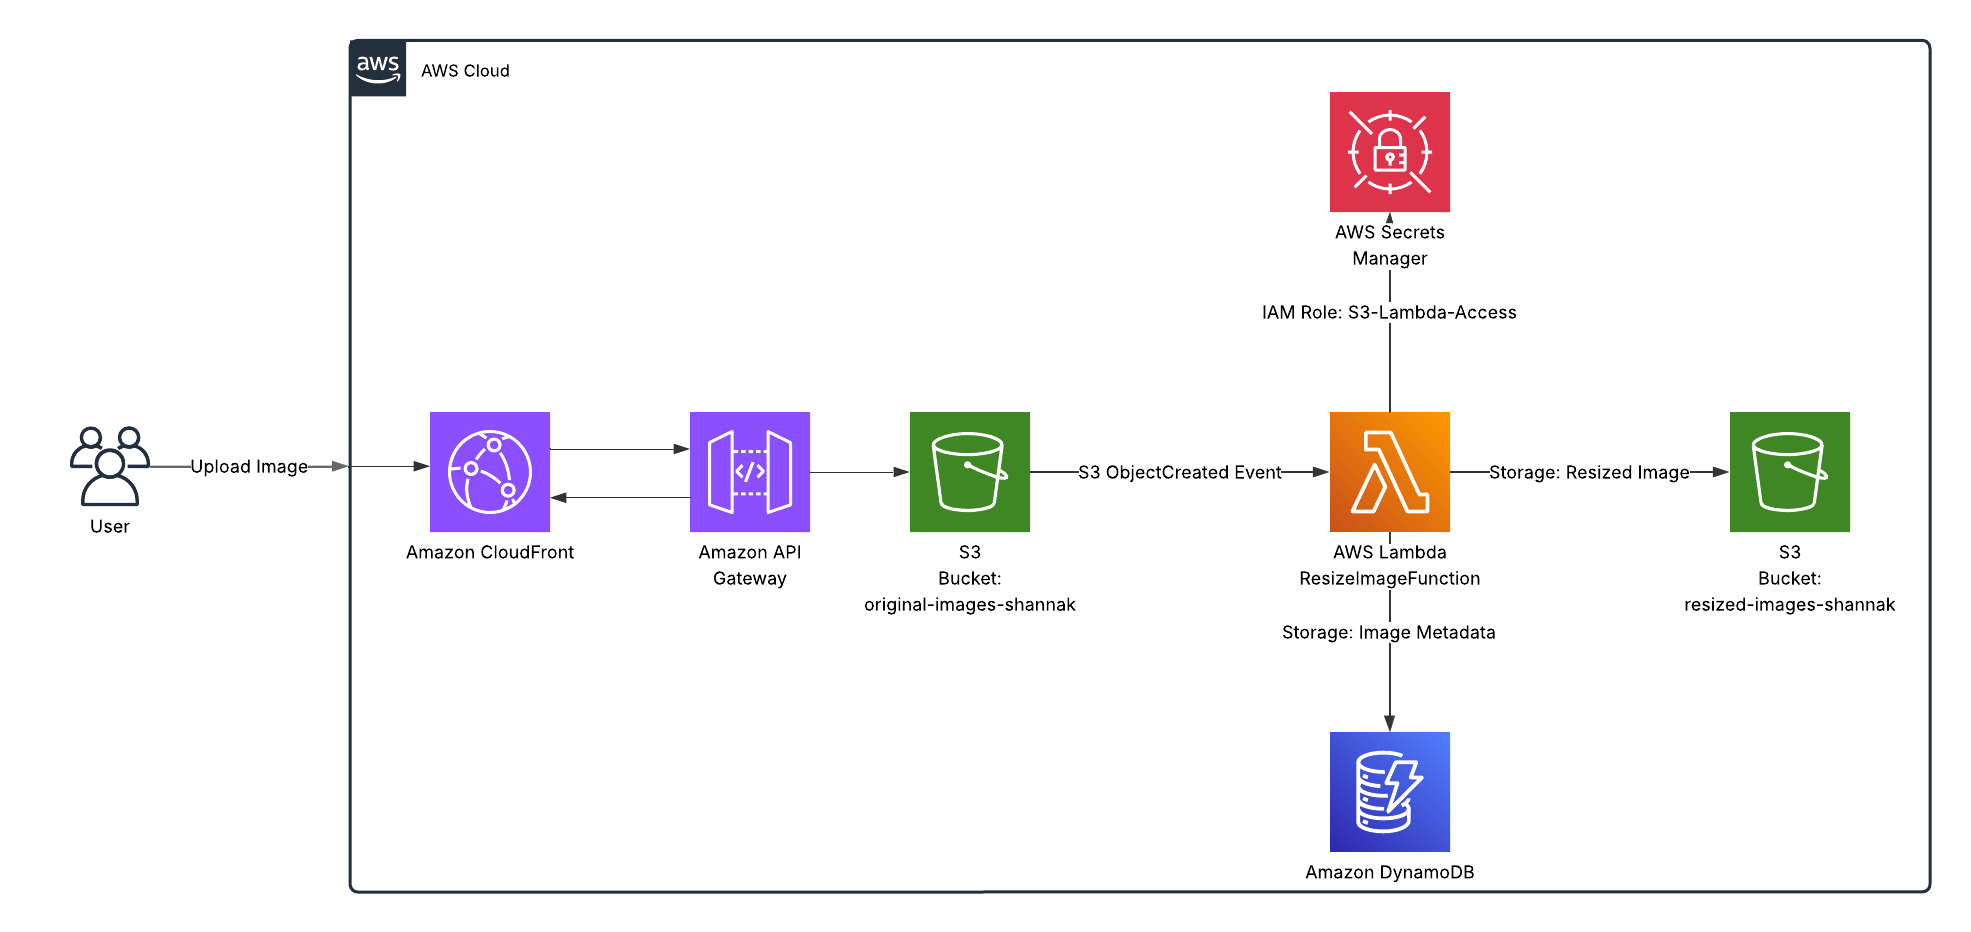 aws
AWS Cloud
AWS Secrets
Manager
IAM Role: S3-Lambda-Access
Upload Image
User
Amazon CloudFront
Amazon API
Gateway
S3
Bucket:
original-images-shannak
S3 ObjectCreated Event
AWS Lambda
ResizeImageFunction
Storage: Resized Image
S3
Bucket:
resized-images-shannak
Storage: Image Metadata
Amazon DynamoDB